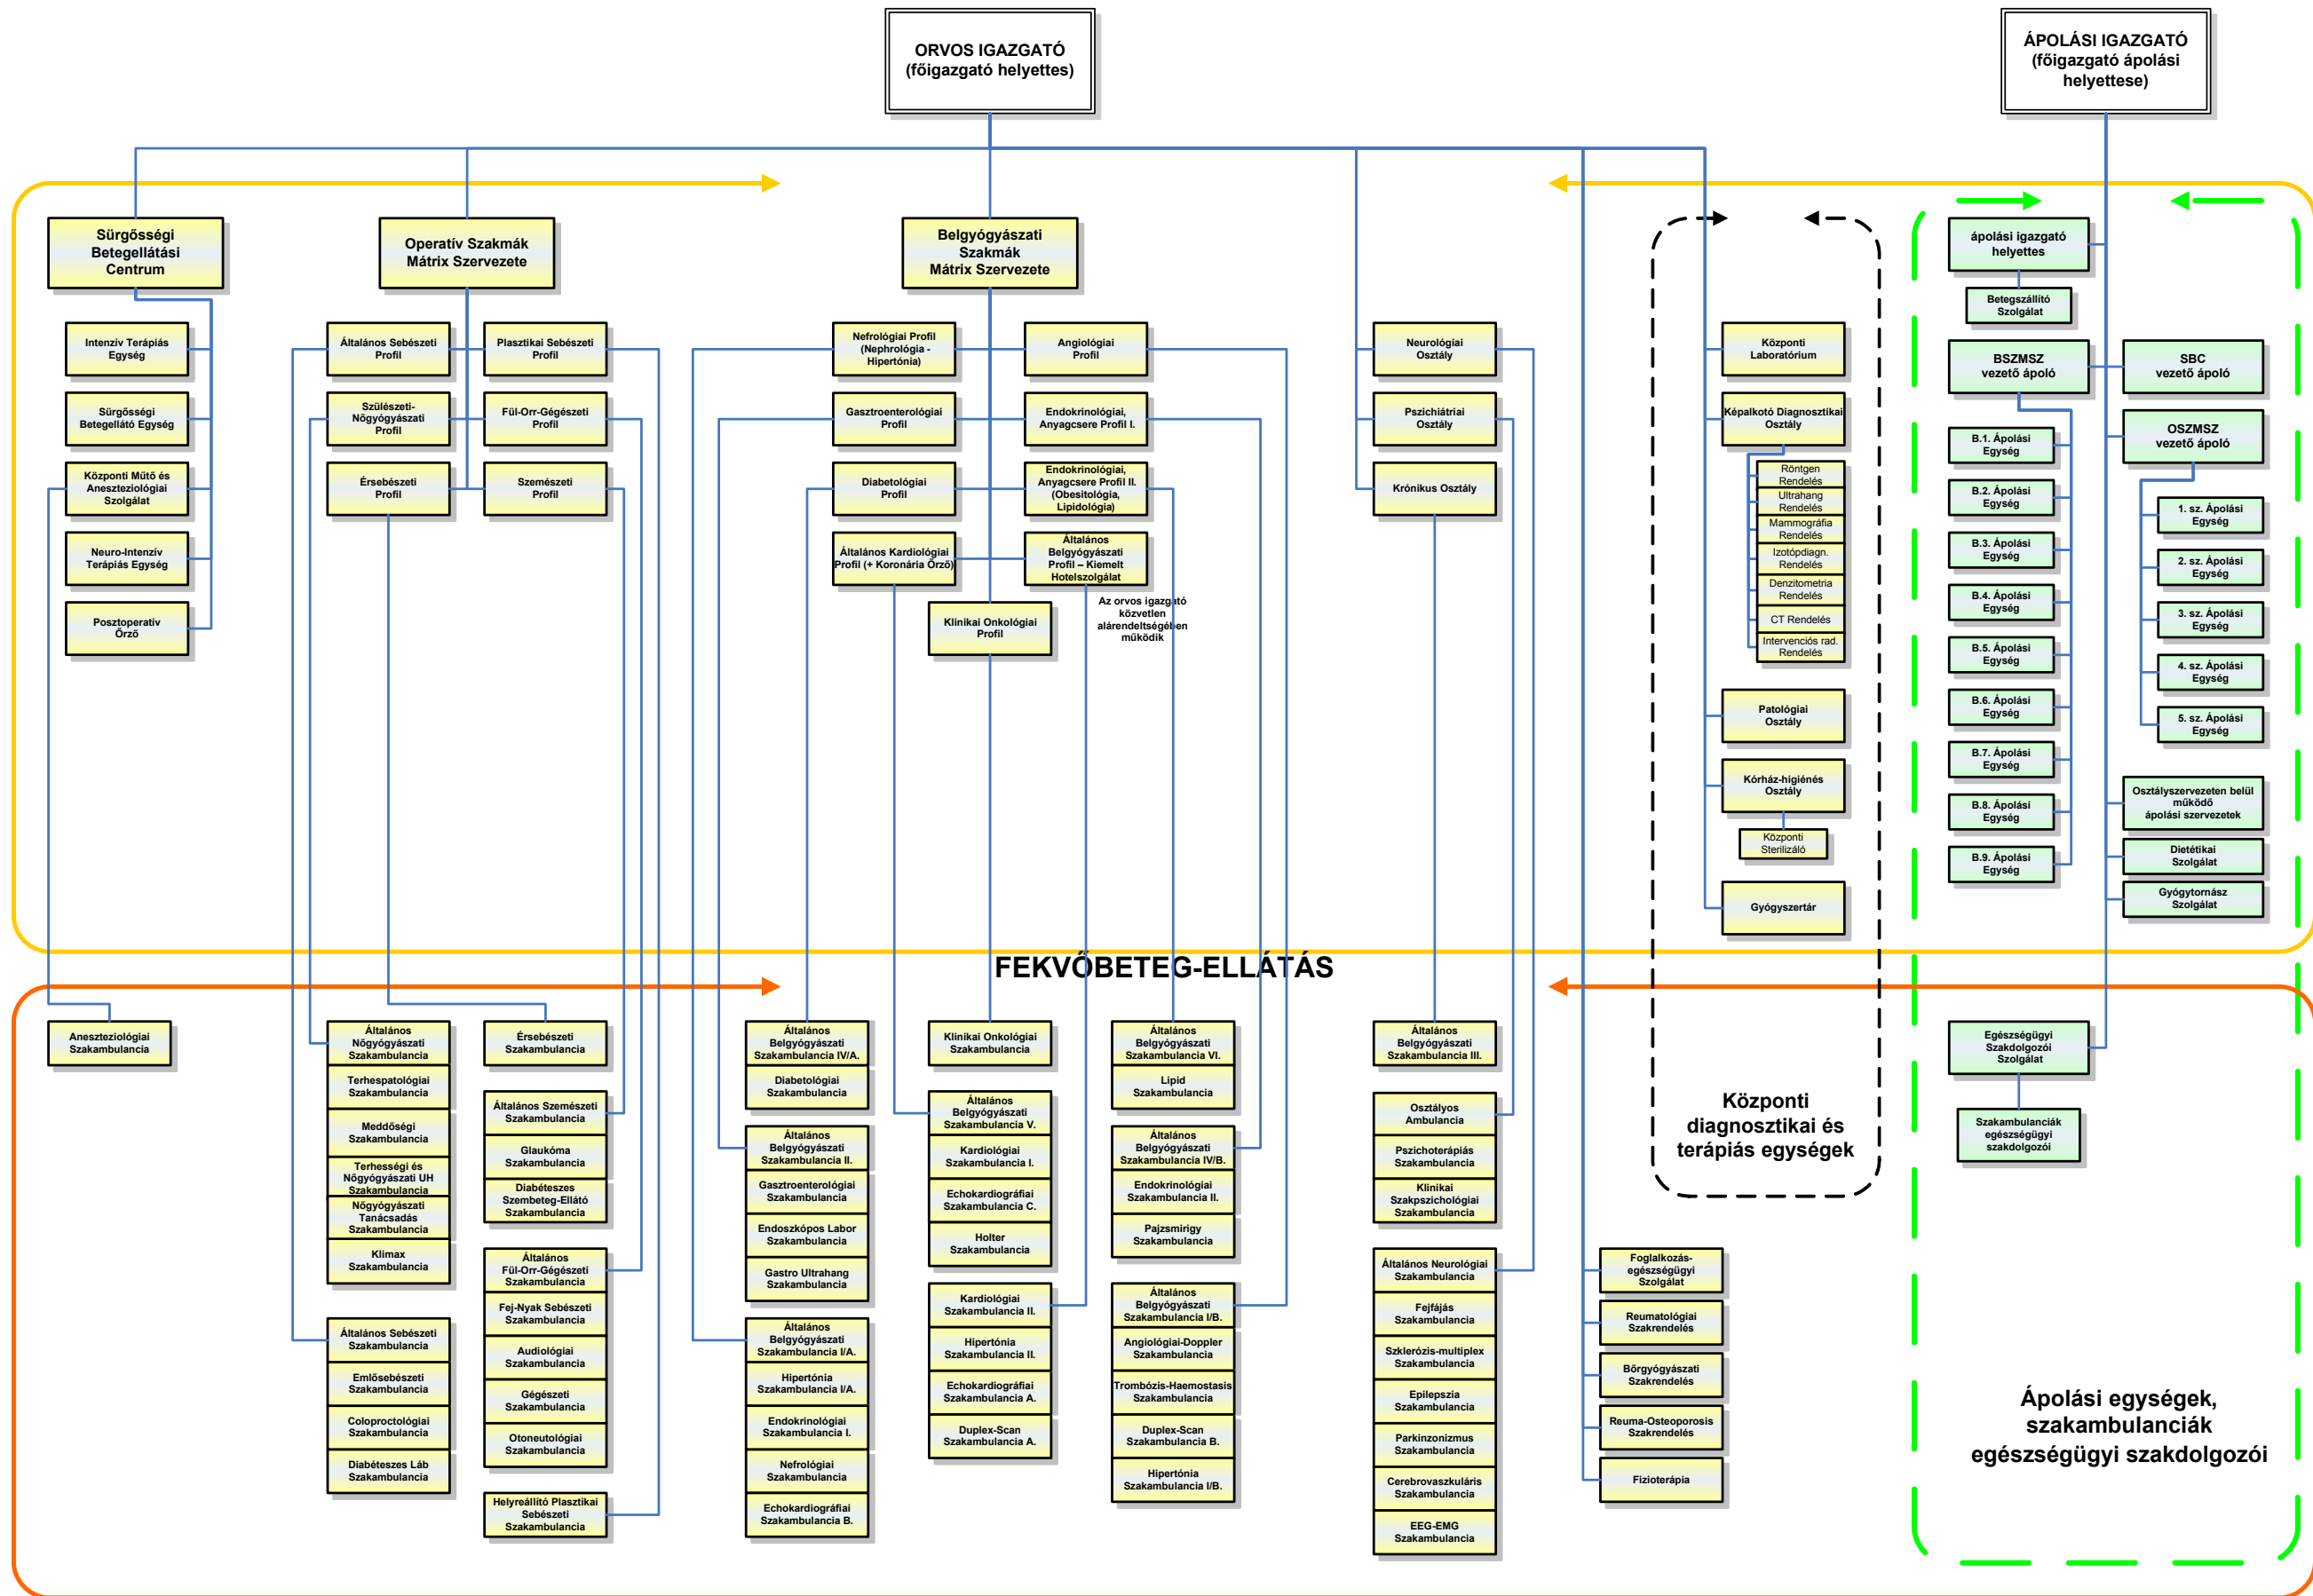 ORVOS IGAZGATÓ
(főigazgató helyettes)
ÁPOLÁSI IGAZGATÓ
(főigazgató ápolási
helyettese)
Sürgősségi
Betegellátási
Centrum
Intenzív Terápiás
Egység
Sürgősségi
Betegellátó Egység
Központi Műtő és
Aneszteziológiai
Szolgálat
Neuro-Intenzív
Terápiás Egység
Posztoperatív
Őrző
Operatív Szakmák
Mátrix Szervezete
Általános Sebészeti
Profil
Plasztikai Sebészeti
Profil
Szülészeti-
Nőgyógyászati
Profil
Fül-Orr-Gégészeti
Profil
Érsebészeti
Profil
Szemészeti
Profil
Belgyógyászati
Szakmák
Mátrix Szervezete
Nefrológiai Profil
(Nephrológia -
Hipertónia)
Angiológiai
Profil
Gasztroenterológiai
Profil
Endokrinológiai,
Anyagcsere Profil I.
Diabetológiai
Profil
Endokrinológiai,
Anyagcsere Profil II.
(Obesitológia,
Lipidológia)
Általános Kardiológiai
Profil (+ Koronária Őrző)
Általános
Belgyógyászati
Profil – Kiemelt
Hotelszolgálat
Az orvos igazgató
közvetlen
alárendeltségében
működik
Klinikai Onkológiai
Profil
Neurológiai
Osztály
Pszichiátriai
Osztály
Krónikus Osztály
Központi
Laboratórium
Képalkotó Diagnosztikai
Osztály
Röntgen
Rendelés
Ultrahang
Rendelés
Mammográfia
Rendelés
Izotópdiagn.
Rendelés
Denzitometria
Rendelés
CT Rendelés
Intervenciós rad.
Rendelés
Patológiai
Osztály
Kórház-higiénés
Osztály
Központi
Sterilizáló
Gyógyszertár
ápolási igazgató
helyettes
Betegszállító
Szolgálat
BSZMSZ
vezető ápoló
SBC
vezető ápoló
OSZMSZ
vezető ápoló
B.1. Ápolási
Egység
B.2. Ápolási
Egység
B.3. Ápolási
Egység
B.4. Ápolási
Egység
B.5. Ápolási
Egység
B.6. Ápolási
Egység
B.7. Ápolási
Egység
B.8. Ápolási
Egység
B.9. Ápolási
Egység
1. sz. Ápolási
Egység
2. sz. Ápolási
Egység
3. sz. Ápolási
Egység
4. sz. Ápolási
Egység
5. sz. Ápolási
Egység
Osztályszervezeten belül
működő
ápolási szervezetek
Dietétikai
Szolgálat
Gyógytornász
Szolgálat
FEKVŐBETEG-ELLÁTÁS
Aneszteziológiai
Szakambulancia
Általános
Nőgyógyászati
Szakambulancia
Terhespatológiai
Szakambulancia
Meddőségi
Szakambulancia
Terhességi és
Nőgyógyászati UH
Szakambulancia
Nőgyógyászati
Tanácsadás
Szakambulancia
Klimax
Szakambulancia
Általános Sebészeti
Szakambulancia
Emlősebészeti
Szakambulancia
Coloproctológiai
Szakambulancia
Diabéteszes Láb
Szakambulancia
Érsebészeti
Szakambulancia
Általános Szemészeti
Szakambulancia
Glaukóma
Szakambulancia
Diabéteszes
Szembeteg-Ellátó
Szakambulancia
Általános
Fül-Orr-Gégészeti
Szakambulancia
Fej-Nyak Sebészeti
Szakambulancia
Audiológiai
Szakambulancia
Gégészeti
Szakambulancia
Otoneutológiai
Szakambulancia
Helyreállító Plasztikai
Sebészeti
Szakambulancia
Általános
Belgyógyászati
Szakambulancia IV/A.
Diabetológiai
Szakambulancia
Általános
Belgyógyászati
Szakambulancia II.
Gasztroenterológiai
Szakambulancia
Endoszkópos Labor
Szakambulancia
Gastro Ultrahang
Szakambulancia
Általános
Belgyógyászati
Szakambulancia I/A.
Hipertónia
Szakambulancia I/A.
Endokrinológiai
Szakambulancia I.
Nefrológiai
Szakambulancia
Echokardiográfiai
Szakambulancia B.
Klinikai Onkológiai
Szakambulancia
Általános
Belgyógyászati
Szakambulancia V.
Kardiológiai
Szakambulancia I.
Echokardiográfiai
Szakambulancia C.
Holter
Szakambulancia
Kardiológiai
Szakambulancia II.
Hipertónia
Szakambulancia II.
Echokardiográfiai
Szakambulancia A.
Duplex-Scan
Szakambulancia A.
Általános
Belgyógyászati
Szakambulancia VI.
Lipid
Szakambulancia
Általános
Belgyógyászati
Szakambulancia IV/B.
Endokrinológiai
Szakambulancia II.
Pajzsmirigy
Szakambulancia
Általános
Belgyógyászati
Szakambulancia I/B.
Angiológiai-Doppler
Szakambulancia
Trombózis-Haemostasis
Szakambulancia
Duplex-Scan
Szakambulancia B.
Hipertónia
Szakambulancia I/B.
Általános
Belgyógyászati
Szakambulancia III.
Osztályos
Ambulancia
Pszichoterápiás
Szakambulancia
Klinikai
Szakpszichológiai
Szakambulancia
Általános Neurológiai
Szakambulancia
Fejfájás
Szakambulancia
Szklerózis-multiplex
Szakambulancia
Epilepszia
Szakambulancia
Parkinzonizmus
Szakambulancia
Cerebrovaszkuláris
Szakambulancia
EEG-EMG
Szakambulancia
Foglalkozás-
egészségügyi
Szolgálat
Reumatológiai
Szakrendelés
Bőrgyógyászati
Szakrendelés
Reuma-Osteoporosis
Szakrendelés
Fizioterápia
Központi
diagnosztikai és
terápiás egységek
Egészségügyi
Szakdolgozói
Szolgálat
Szakambulanciák
egészségügyi
szakdolgozói
Ápolási egységek,
szakambulanciák
egészségügyi szakdolgozói